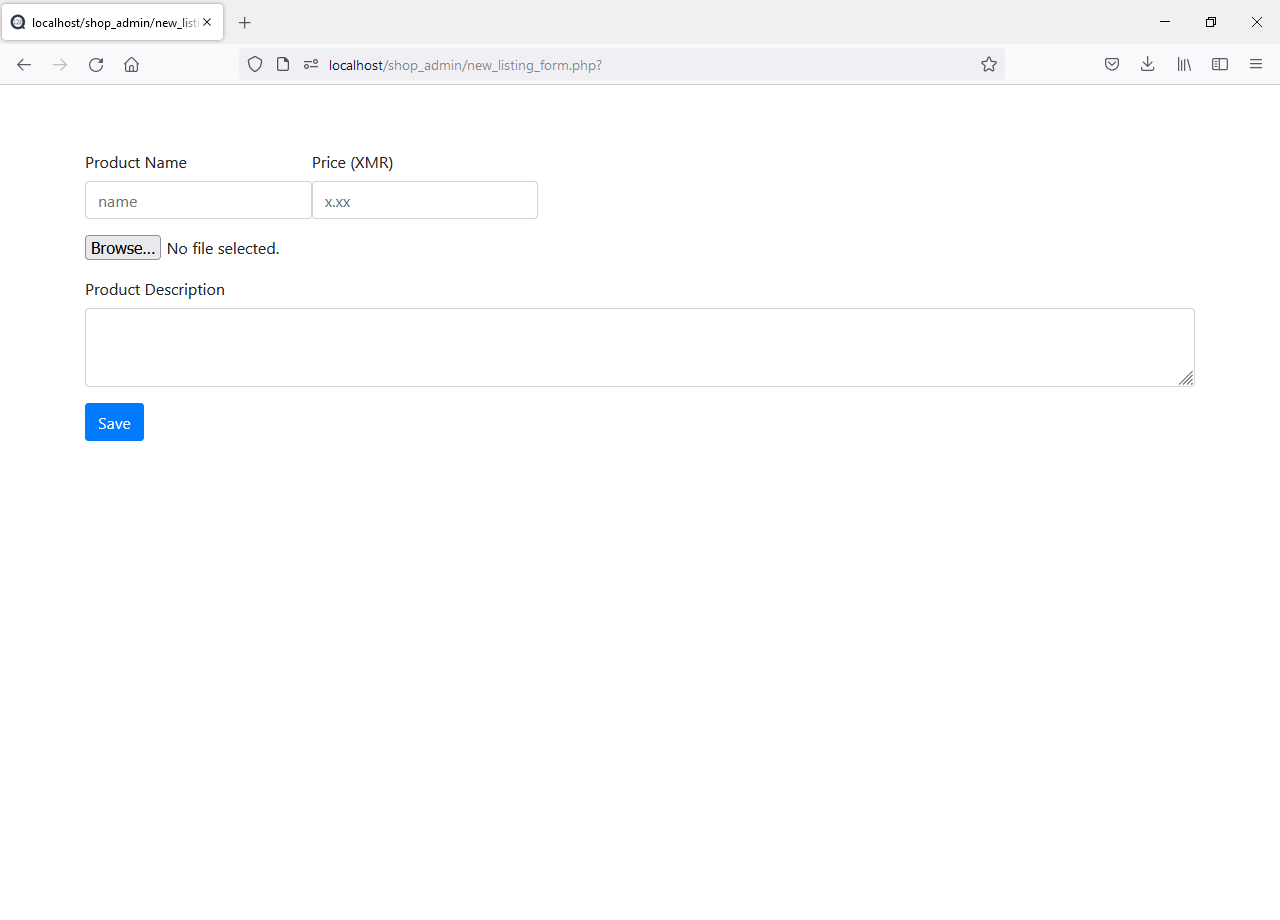 localhost/shop_admin/new_listi
localhost/shop_admin/new_listing_form.php?
Product Name Price (XMR)
name x.xx
Browse... No file selected.
Product Description
Save